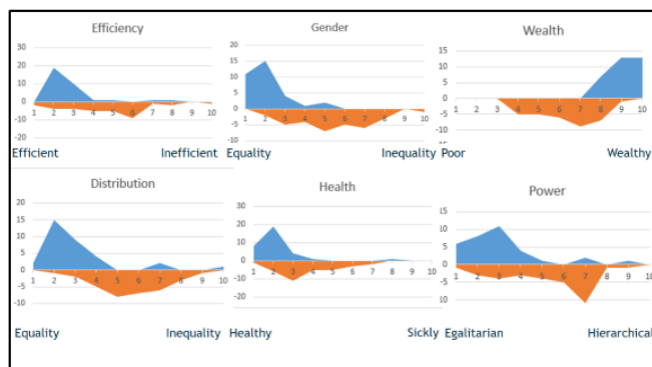 Efficiency
30
20
10
0
-10
-20
1 2 3 4 5 6 7 8 9 10
Efficient Inefficient
Gender
20
15
10
5
0
-5
-10
1 2 3 4 5 6 7 8 9 10
Equality Inequality
Wealth
15
10
5
0
-5
-10
-15
1 2 3 4 5 6 7 8 9 10
Poor Wealthy
Distribution
20
15
10
5
0
-5
-10
1 2 3 4 5 6 7 8 9 10
Equality Inequality
Health
30
20
10
0
-10
-20
1 2 3 4 5 6 7 8 9 10
Healthy Sickly
Power
15
10
5
0
5
10
1 2 3 4 5 6 7 8 9 10
Egalitarian Hierarchical